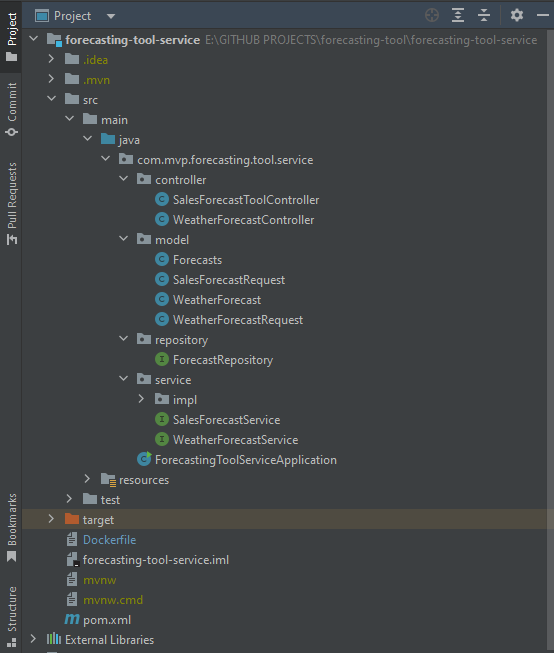 Project
Project
forecasting-tool-service E:\GITHUB PROJECTS\forecasting-tool\forecasting-tool-service
.idea
.mvn
src
main
java
com.mvp.forecasting.tool.service
controller
SalesForecastToolController
WeatherForecastController
model
Forecasts
SalesForecastRequest
WeatherForecast
WeatherForecastRequest
repository
ForecastRepository
service
impl
SalesForecastService
WeatherForecastService
ForecastingToolServiceApplication
resources
test
target
Dockerfile
forecasting-tool-service.iml
mvnw
mvnw.cmd
pom.xml
External Libraries
Commit
Pull Requests
Bookmarks
Structure